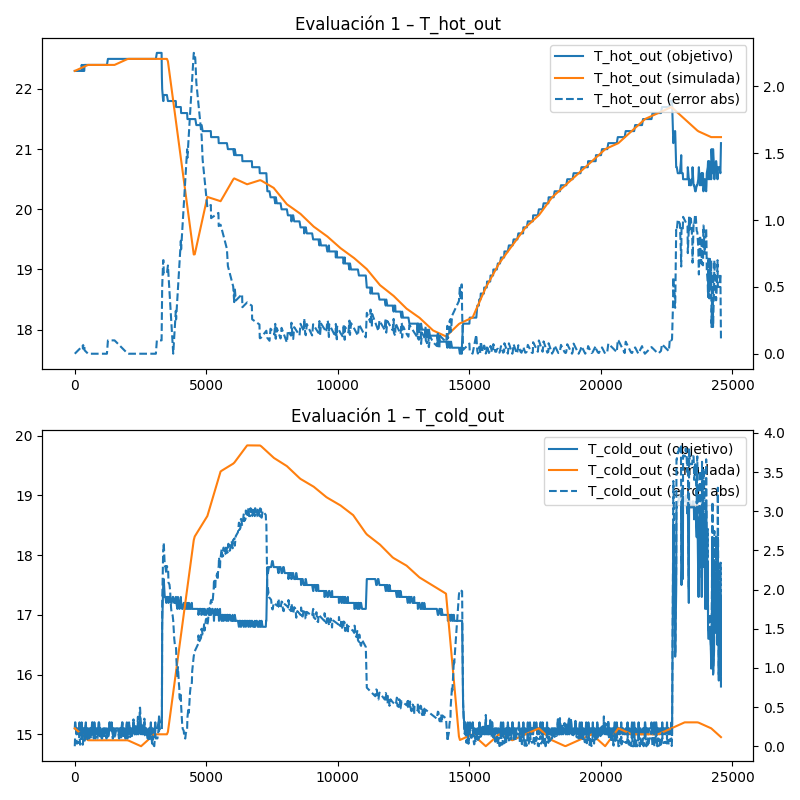 Evaluación 1 – T_hot_out
T_hot_out (objetivo)
T_hot_out (simulada)
T_hot_out (error abs)
22
21
20
19
18
2.0
1.5
1.0
0.5
0.0
0 5000 10000 15000 20000 25000
Evaluación 1 – T_cold_out
T_cold_out (objetivo)
T_cold_out (simulada)
T_cold_out (error abs)
20
19
18
17
16
15
4.0
3.5
3.0
2.5
2.0
1.5
1.0
0.5
0.0
0 5000 10000 15000 20000 25000